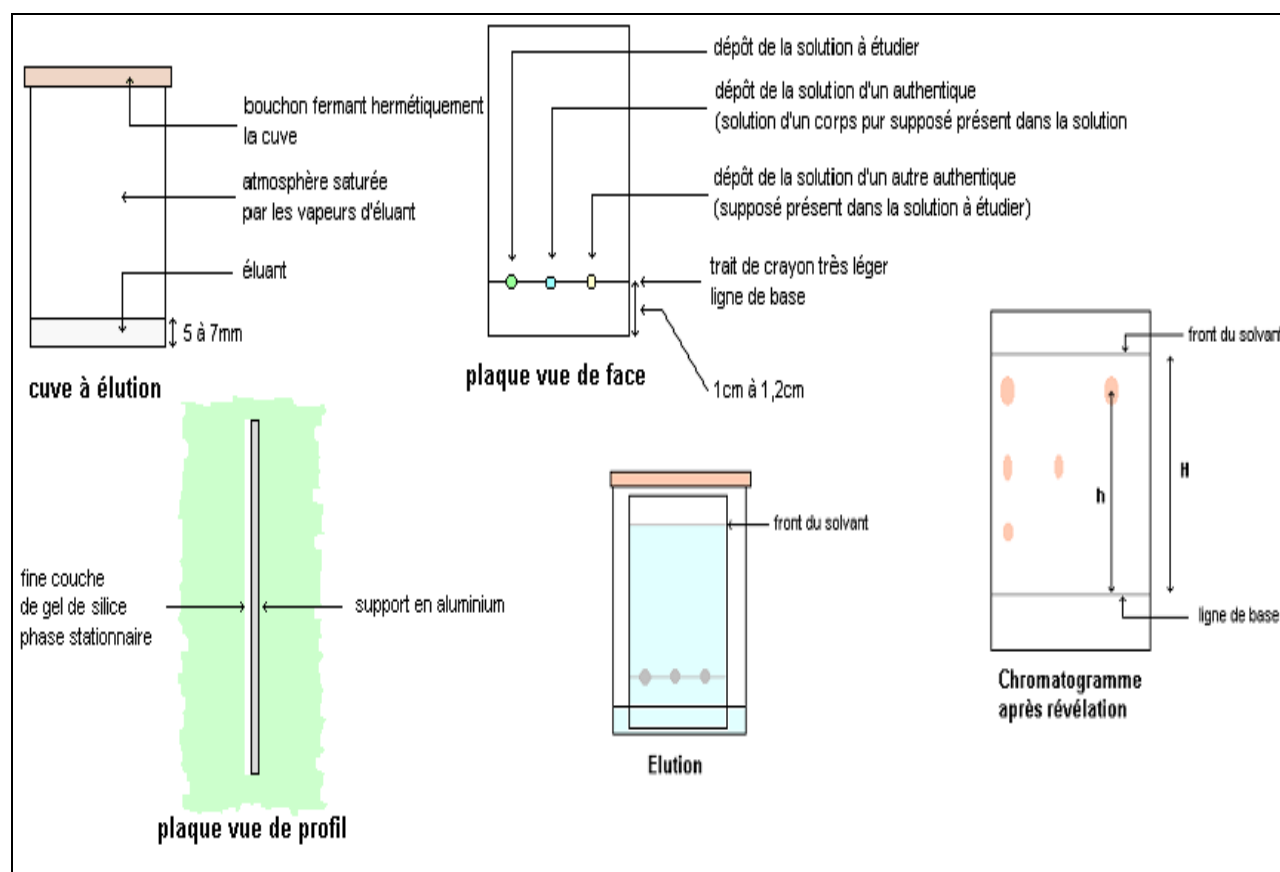 bouchon fermant hermétiquement
la cuve
atmosphère saturée
par les vapeurs d'éluant
éluant
5 à 7mm
cuve à élution
dépôt de la solution à étudier
dépôt de la solution d'un authentique
(solution d'un corps pur supposé présent dans la solution
dépôt de la solution d'un autre authentique
(supposé présent dans la solution à étudier)
trait de crayon très léger
ligne de base
1cm à 1,2cm
plaque vue de face
fine couche
de gel de silice
phase stationnaire
support en aluminium
plaque vue de profil
front du solvant
Elution
front du solvant
h
H
ligne de base
Chromatogramme
après révélation